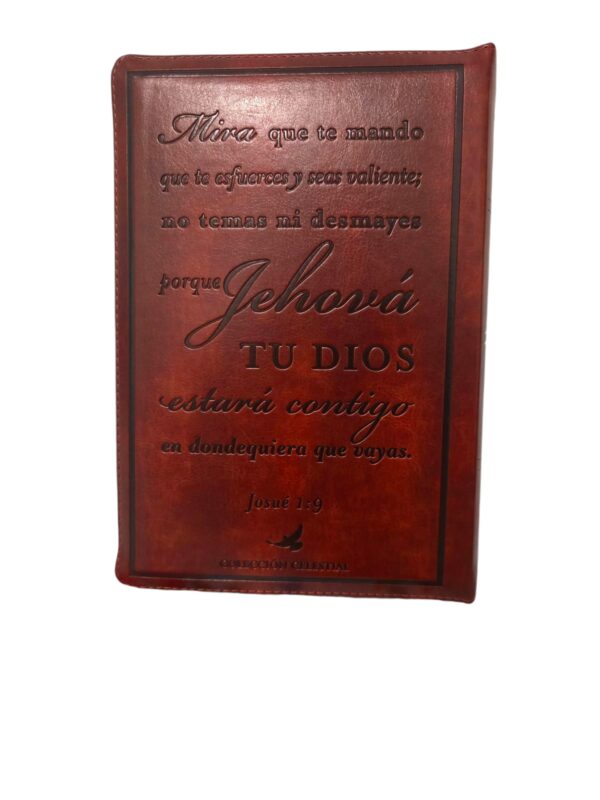 Mira que te mando
que te esfuerces y seas valiente;
no temas ni desmayes
porque Jehová
TU DIOS
estará contigo
en dondequiera que vayas.
Josué 1:9
COLECCIÓN CELESTIAL